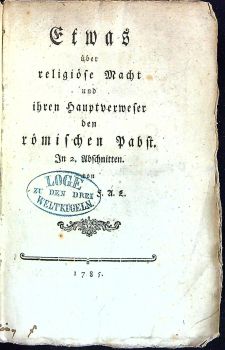 Etwas
über
religiöse Macht
und
ihren Hauptverweser
den
römischen Pabst.
In 2. Abschnitten.
von
F. A. E.
LOGE
ZU DEN DREI
WELTKUGELN.
1785.